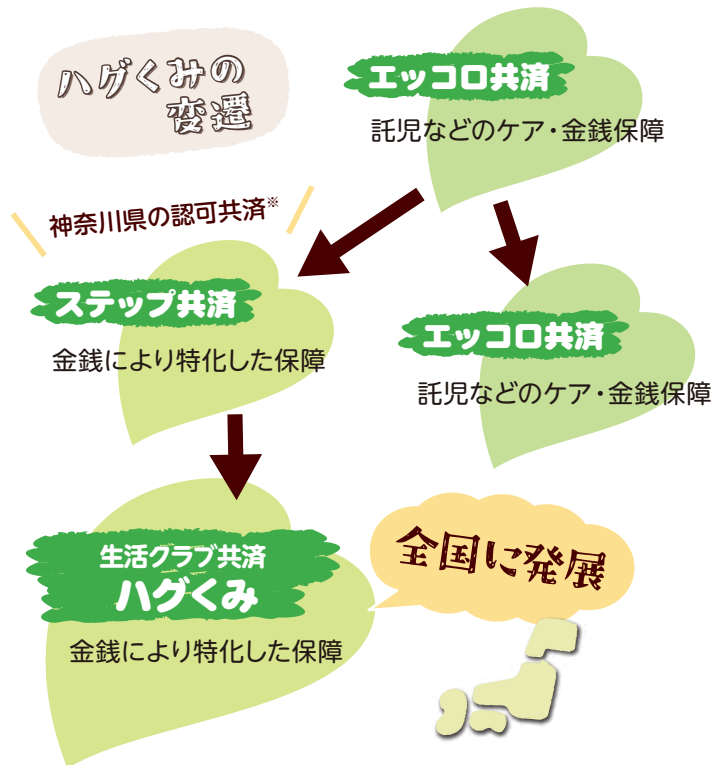 ハグくみの
変遷
エッコロ共済
託児などのケア・金銭保障
神奈川県の認可共済※
ステップ共済
金銭により特化した保障
エッコロ共済
託児などのケア・金銭保障
生活クラブ共済
ハグくみ
金銭により特化した保障
全国に発展